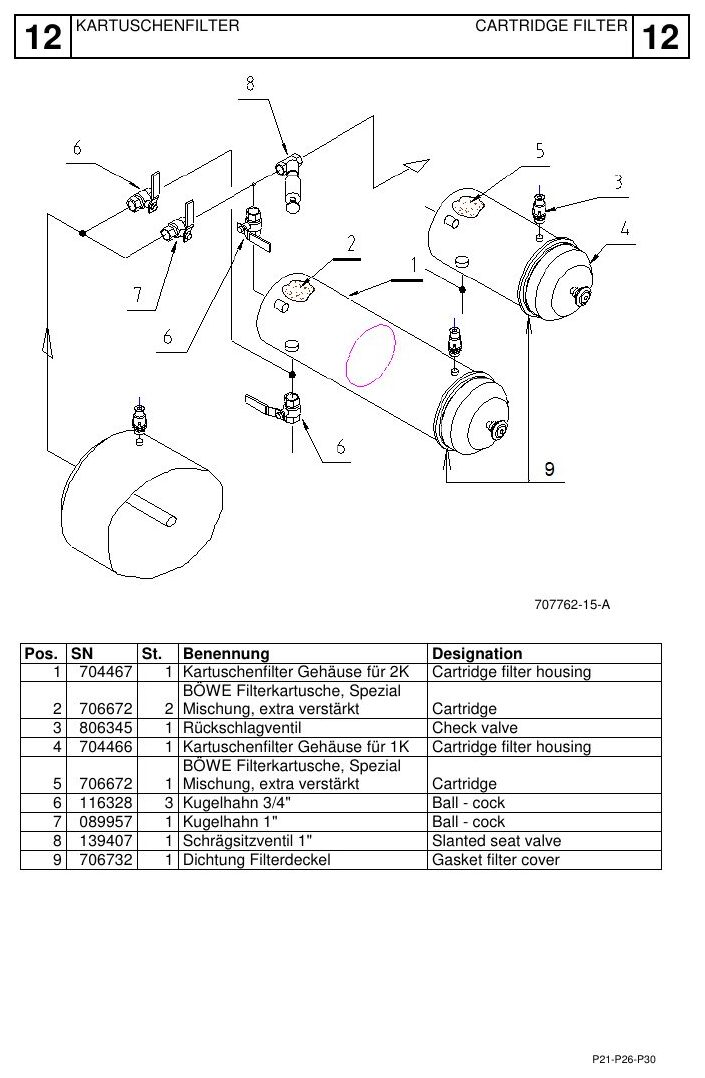 12 KARTUSCHENFILTER CARTRIDGE FILTER 12
8
6
5
3
4
2
1
7
6
6
9
707762-15-A
Pos. SN St. Benennung Designation
1 704467 1 Kartuschenfilter Gehäuse für 2K Cartridge filter housing
BÖWE Filterkartusche, Spezial
2 706672 2 Mischung, extra verstärkt Cartridge
3 806345 1 Rückschlagventil Check valve
4 704466 1 Kartuschenfilter Gehäuse für 1K Cartridge filter housing
BÖWE Filterkartusche, Spezial
5 706672 1 Mischung, extra verstärkt Cartridge
6 116328 3 Kugelhahn 3/4" Ball - cock
7 089957 1 Kugelhahn 1" Ball - cock
8 139407 1 Schrägsitzventil 1" Slanted seat valve
9 706732 1 Dichtung Filterdeckel Gasket filter cover
P21-P26-P30